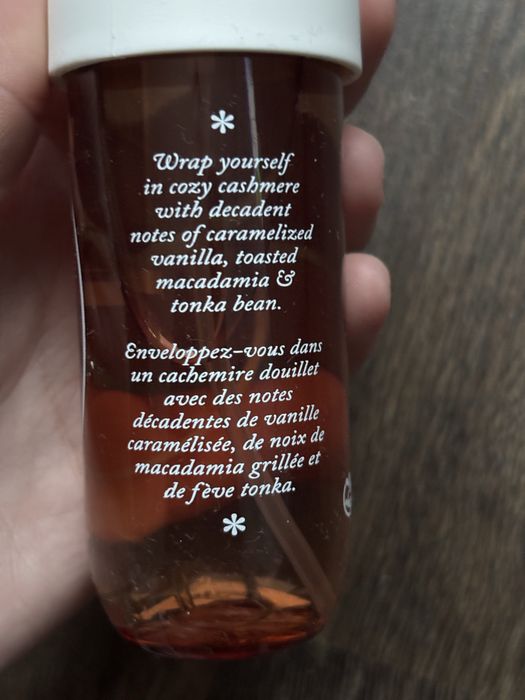 *
Wrap yourself
in cozy cashmere
with decadent
notes of caramelized
vanilla, toasted
macadamia &
tonka bean.
Enveloppez-vous dans
un cachemire douillet
avec des notes
décadentes de vanille
caramélisée, de noix de
macadamia grillée et
de fève tonka.
*